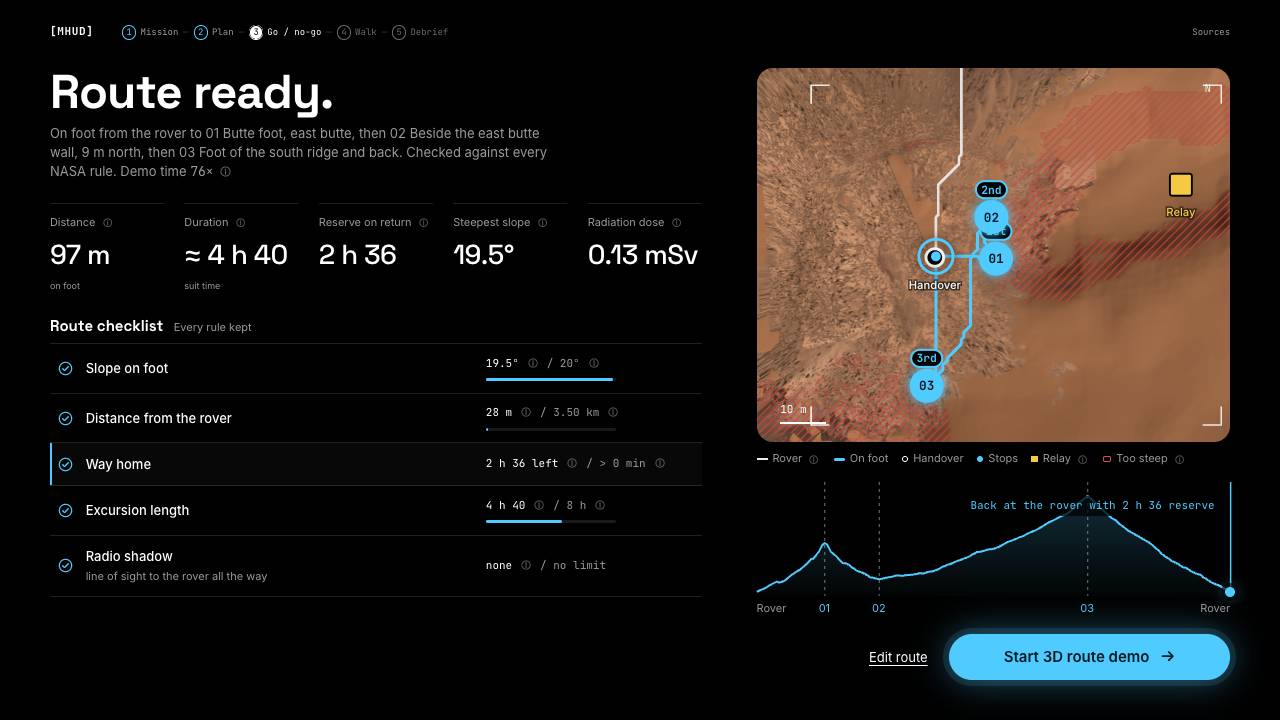 [MHUD]
1 Mission – 2 Plan – 3 Go / no-go – 4 Walk – 5 Debrief
Sources
Route ready.
On foot from the rover to 01 Butte foot, east butte, then 02 Beside the east butte
wall, 9 m north, then 03 Foot of the south ridge and back. Checked against every
NASA rule. Demo time 76× ⓘ
Distance ⓘ
97 m
on foot
Duration ⓘ
≈ 4 h 40
suit time
Reserve on return ⓘ
2 h 36
Steepest slope ⓘ
19.5°
Radiation dose ⓘ
0.13 mSv
Route checklist Every rule kept
Slope on foot 19.5° ⓘ / 20° ⓘ
Distance from the rover 28 m ⓘ / 3.50 km ⓘ
Way home 2 h 36 left ⓘ / > 0 min ⓘ
Excursion length 4 h 40 ⓘ / 8 h ⓘ
Radio shadow
line of sight to the rover all the way
none ⓘ / no limit
N
2nd
02
01
Relay
Handover
3rd
03
10 m
Rover ⓘ On foot Handover Stops Relay ⓘ Too steep ⓘ
Back at the rover with 2 h 36 reserve
Rover 01 02 03 Rover
Edit route
Start 3D route demo →